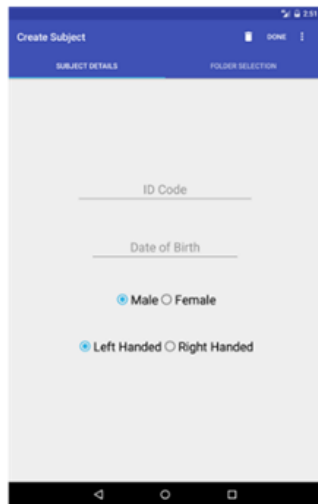 2:51
Create Subject DONE
SUBJECT DETAILS FOLDER SELECTION
ID Code
Date of Birth
Male Female
Left Handed Right Handed